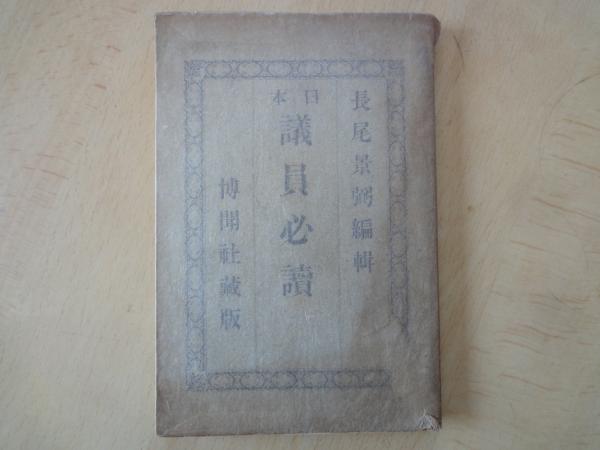 長尾景弼編輯
日本
議員必讀
博聞社藏版